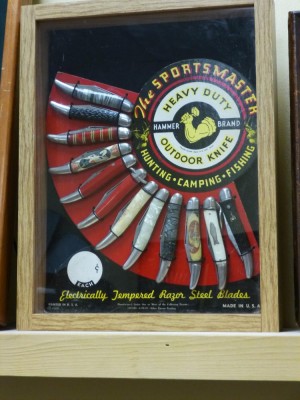 The SPORTSMASTER
HEAVY DUTY
HAMMER BRAND
OUTDOOR KNIFE
HUNTING • CAMPING • FISHING
EACH
Electrically Tempered Razor Steel Blades
MADE IN U.S.A.